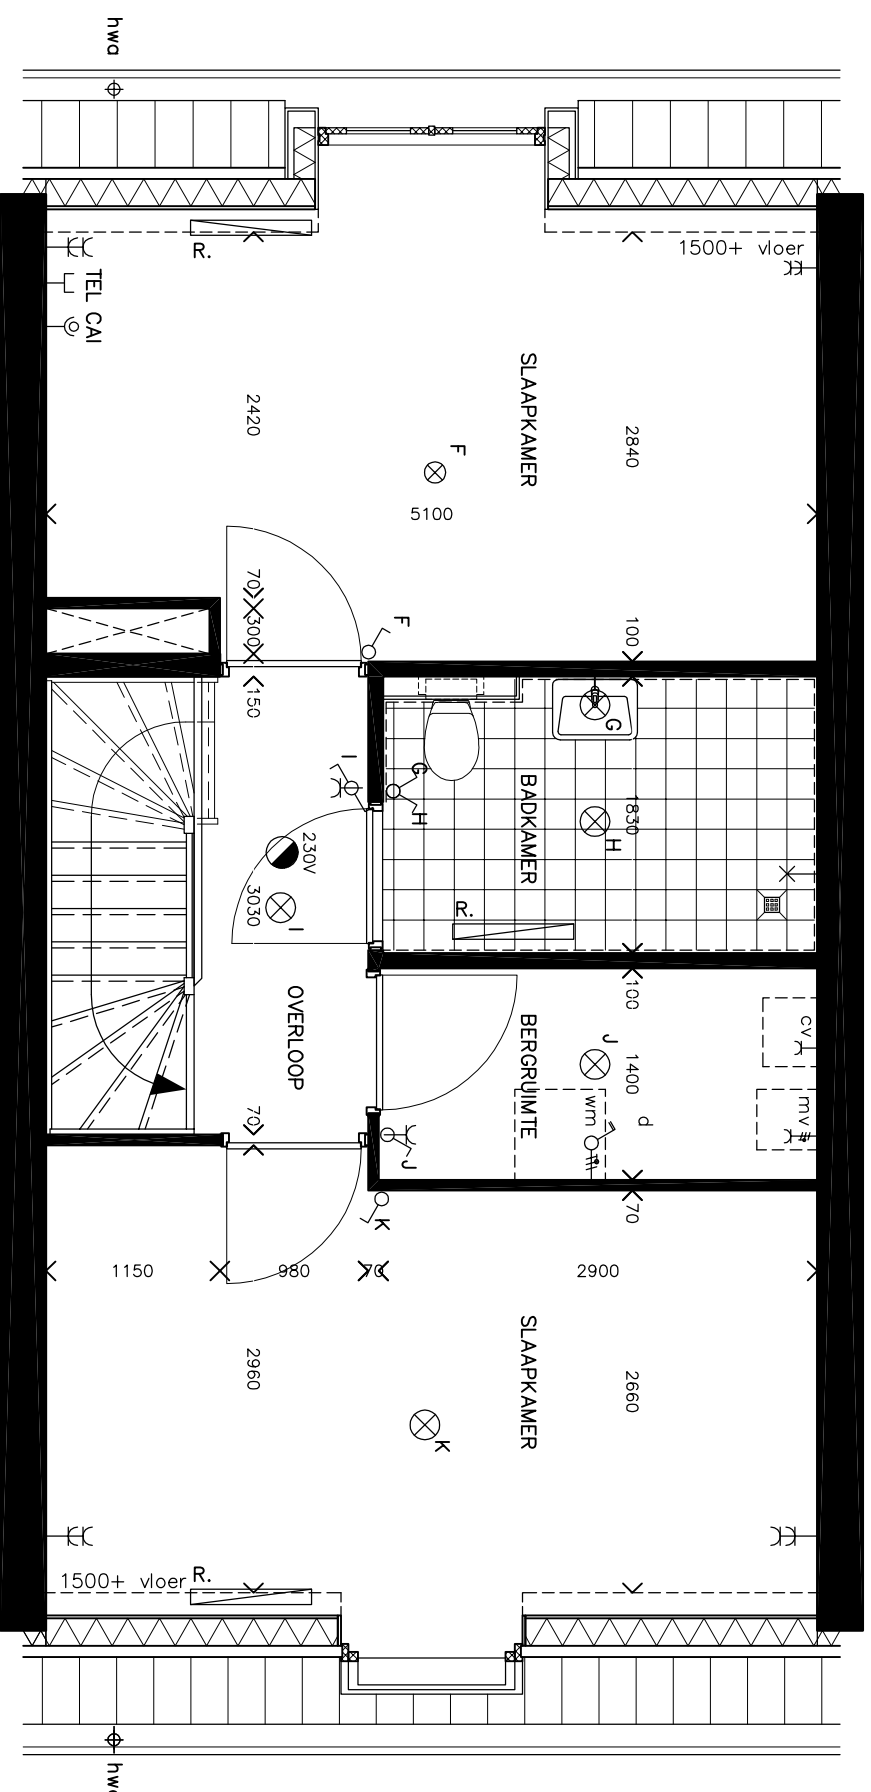 hwa
R.
1500+ vloer
TEL CAI
SLAAPKAMER
2420
2840
F
5100
70
300
100
F
150
G
I
G
H
BADKAMER
1830
H
230V
3030
I
R.
OVERLOOP
100
cv
BERGRUIMTE
J
1400
wm
d
mv
70
J
K
70
1150
980
70
2900
SLAAPKAMER
2960
2660
K
1500+ vloer
R.
hwa